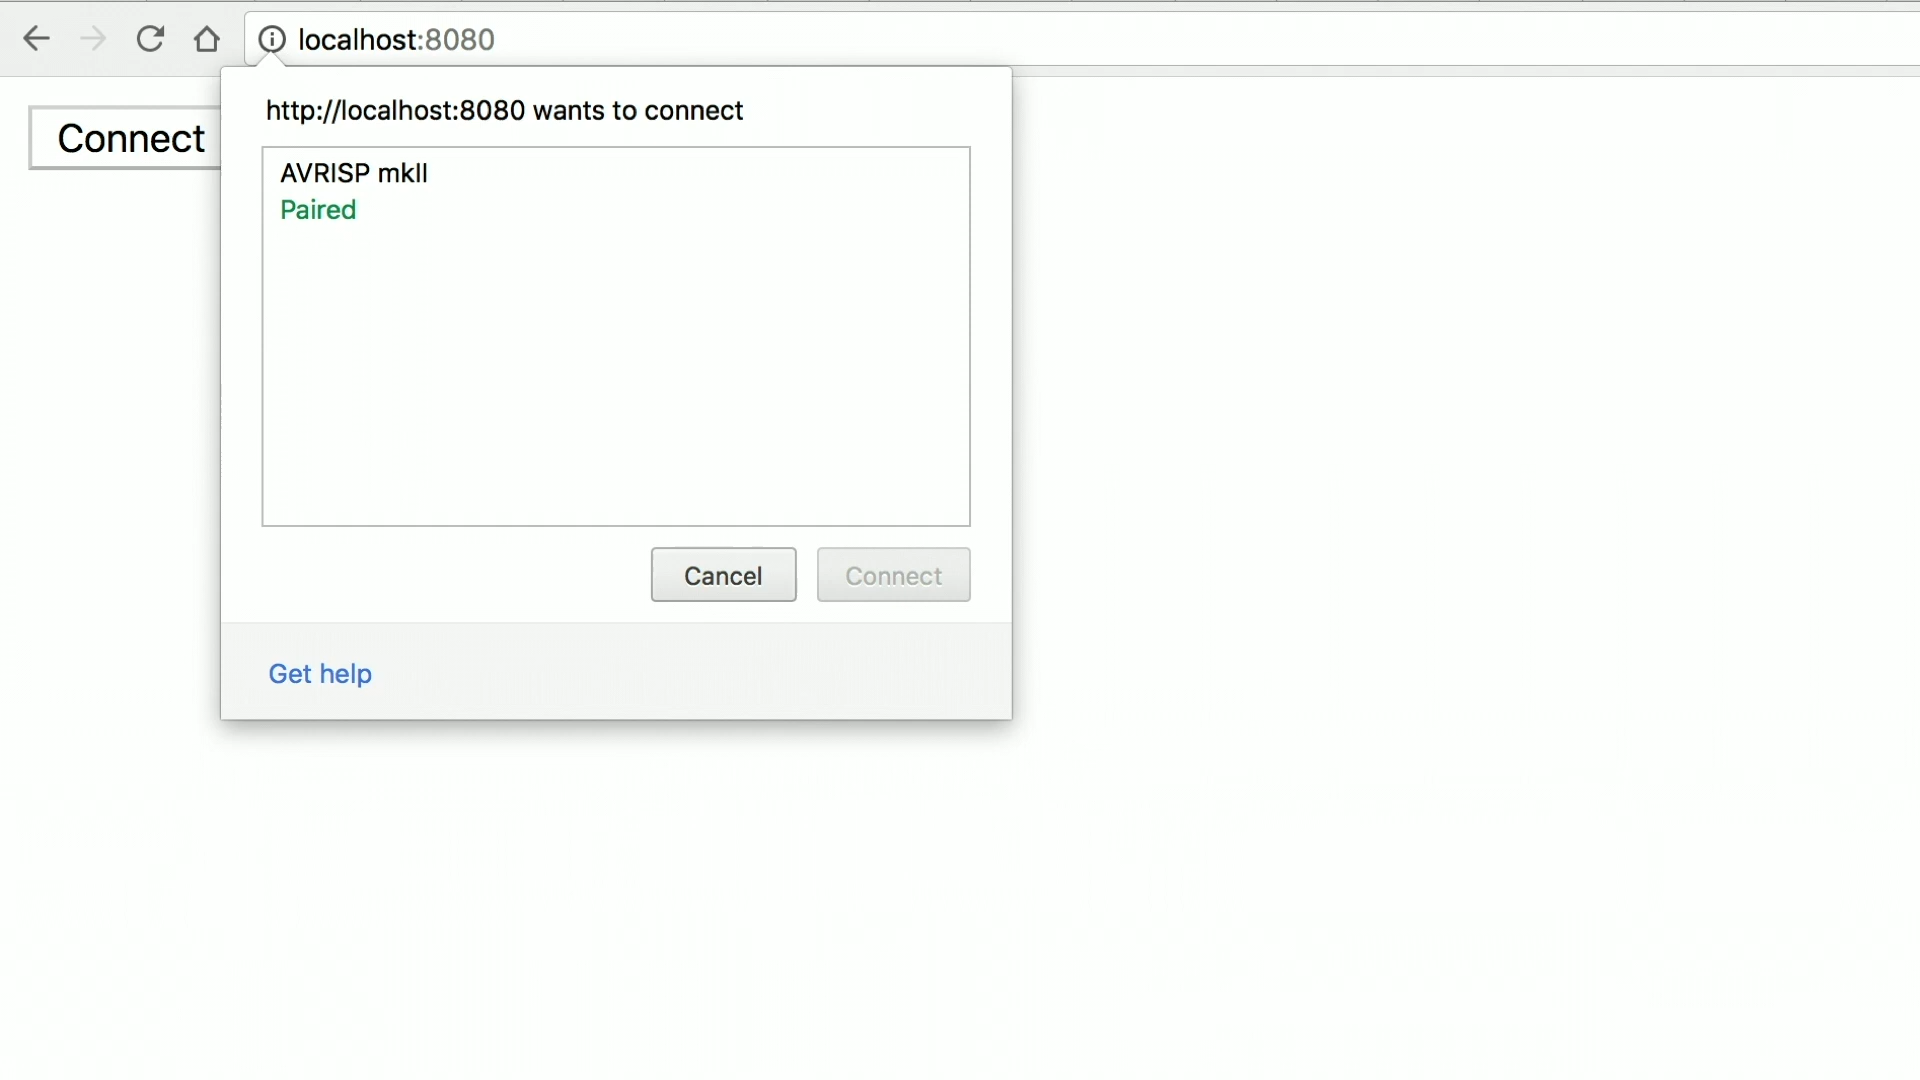 localhost:8080
http://localhost:8080 wants to connect
Connect
AVRISP mkII
Paired
Cancel
Connect
Get help